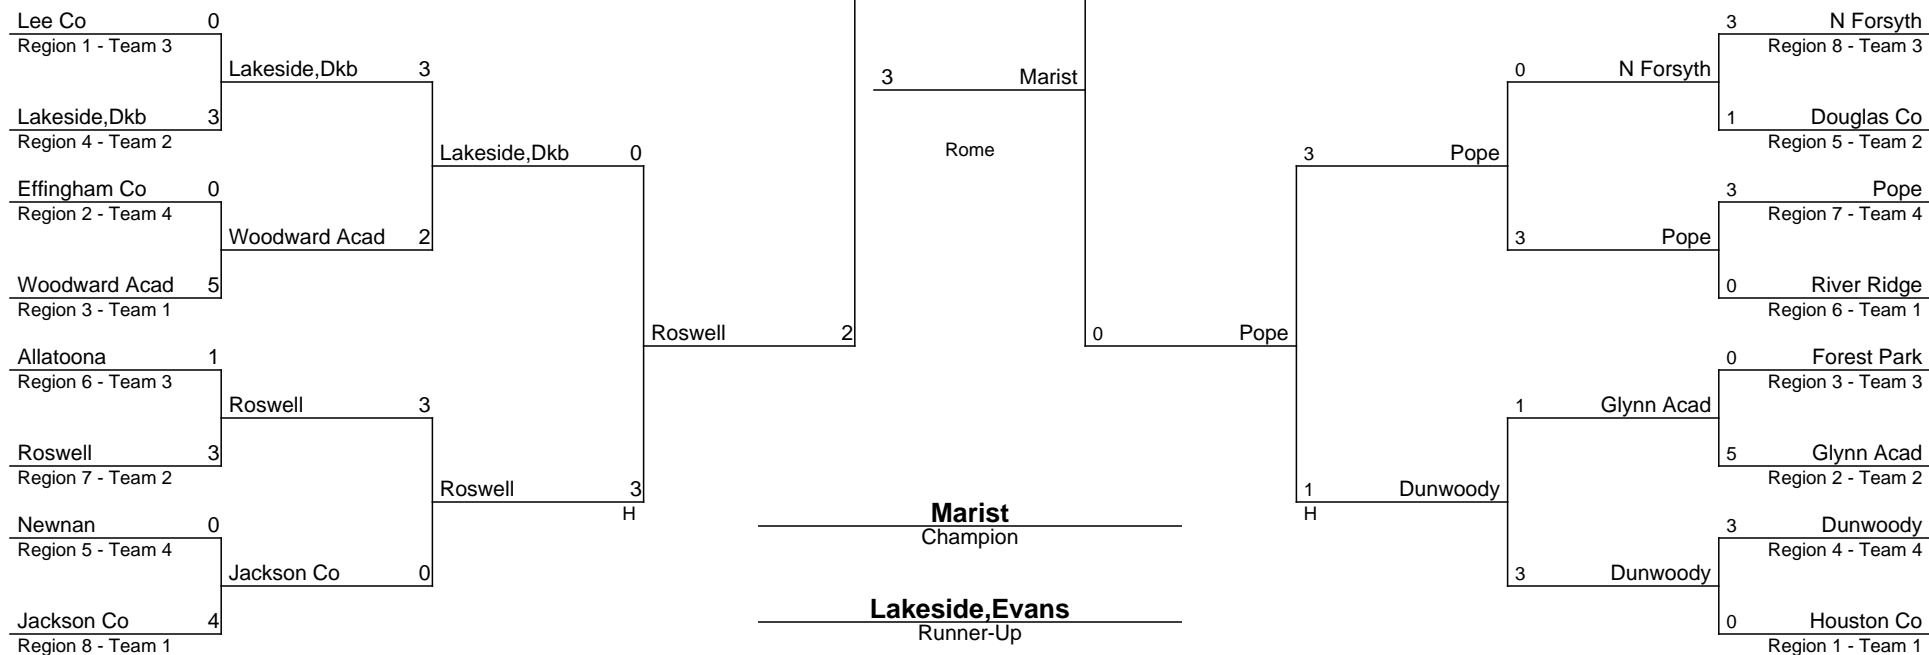 Lee Co 0
Region 1 - Team 3
Lakeside,Dkb 3
Lakeside,Dkb 3
Region 4 - Team 2
Lakeside,Dkb 0
Effingham Co 0
Region 2 - Team 4
Woodward Acad 2
Woodward Acad 5
Region 3 - Team 1
Roswell 2
Allatoona 1
Region 6 - Team 3
Roswell 3
Roswell 3
Region 7 - Team 2
Roswell 3
H
Newnan 0
Region 5 - Team 4
Jackson Co 0
Jackson Co 4
Region 8 - Team 1
3 Marist
Rome
Marist
Champion
Lakeside,Evans
Runner-Up
3 N Forsyth
Region 8 - Team 3
0 N Forsyth
1 Douglas Co
Region 5 - Team 2
3 Pope
3 Pope
Region 7 - Team 4
3 Pope
0 River Ridge
Region 6 - Team 1
0 Pope
0 Forest Park
Region 3 - Team 3
1 Glynn Acad
5 Glynn Acad
Region 2 - Team 2
1 Dunwoody
H
3 Dunwoody
Region 4 - Team 4
3 Dunwoody
0 Houston Co
Region 1 - Team 1